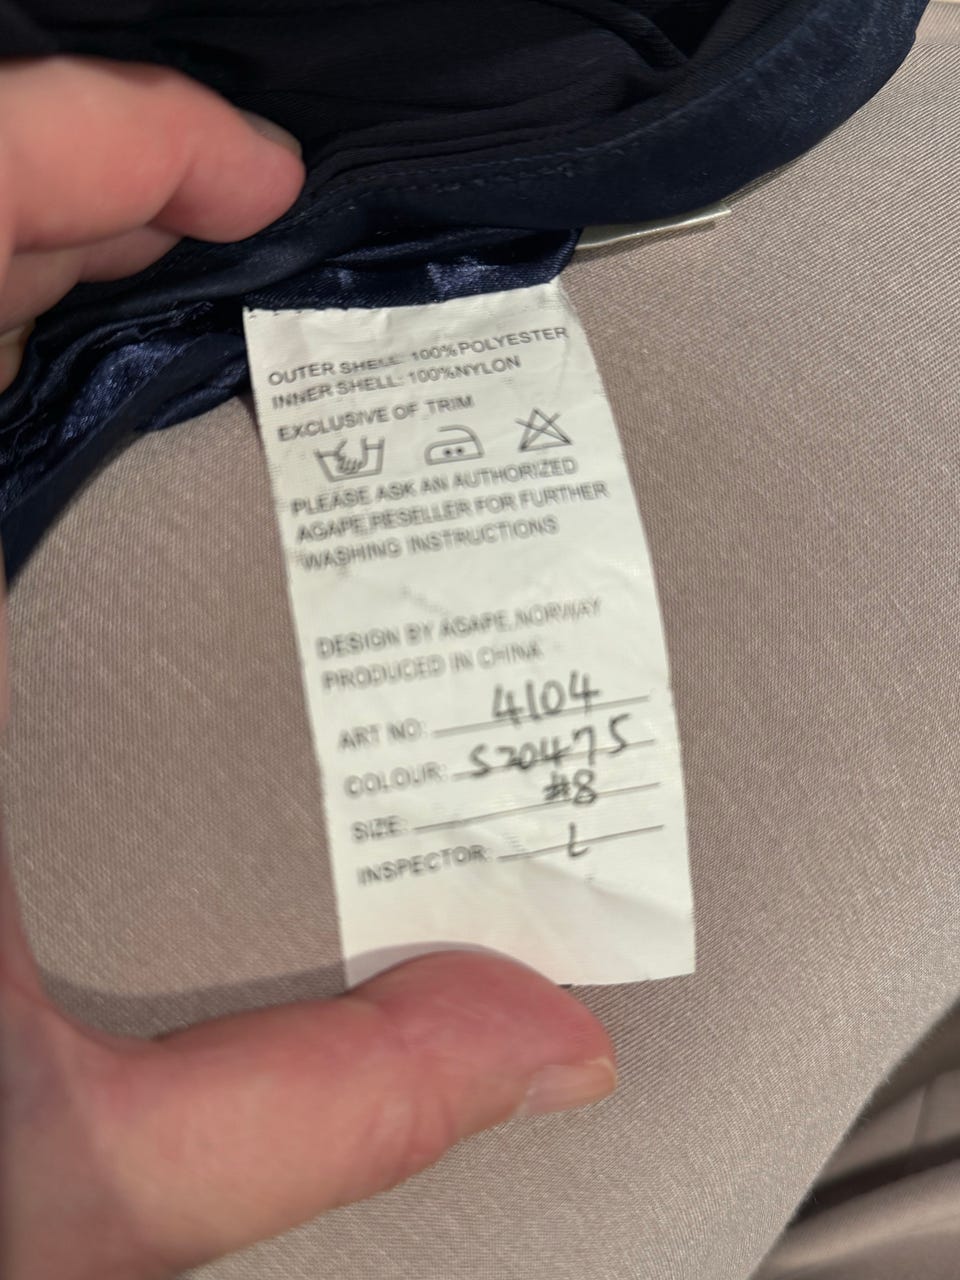 OUTER SHELL: 100%POLYESTER
INNER SHELL: 100%NYLON
EXCLUSIVE OF TRIM
PLEASE ASK AN AUTHORIZED
AGAPE,RESELLER FOR FURTHER
WASHING INSTRUCTIONS
DESIGN BY AGAPE,NORWAY
PRODUCED IN CHINA
ART NO: 4104
COLOUR: S20475
#8
SIZE:
INSPECTOR: L